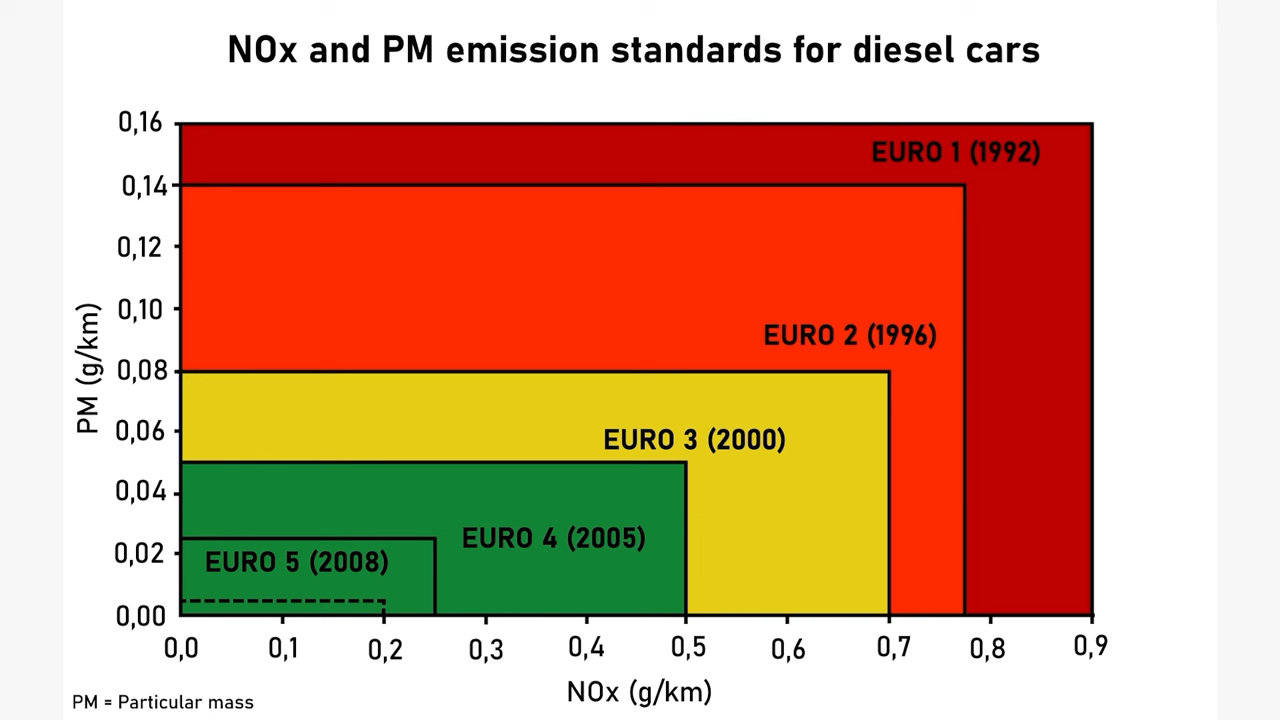 NOx and PM emission standards for diesel cars
0,16
EURO 1 (1992)
0,14
0,12
0,10
EURO 2 (1996)
0,08
PM (g/km)
0,06
EURO 3 (2000)
0,04
EURO 4 (2005)
0,02
EURO 5 (2008)
0,00
0,0 0,1 0,2 0,3 0,4 0,5 0,6 0,7 0,8 0,9
NOx (g/km)
PM = Particular mass